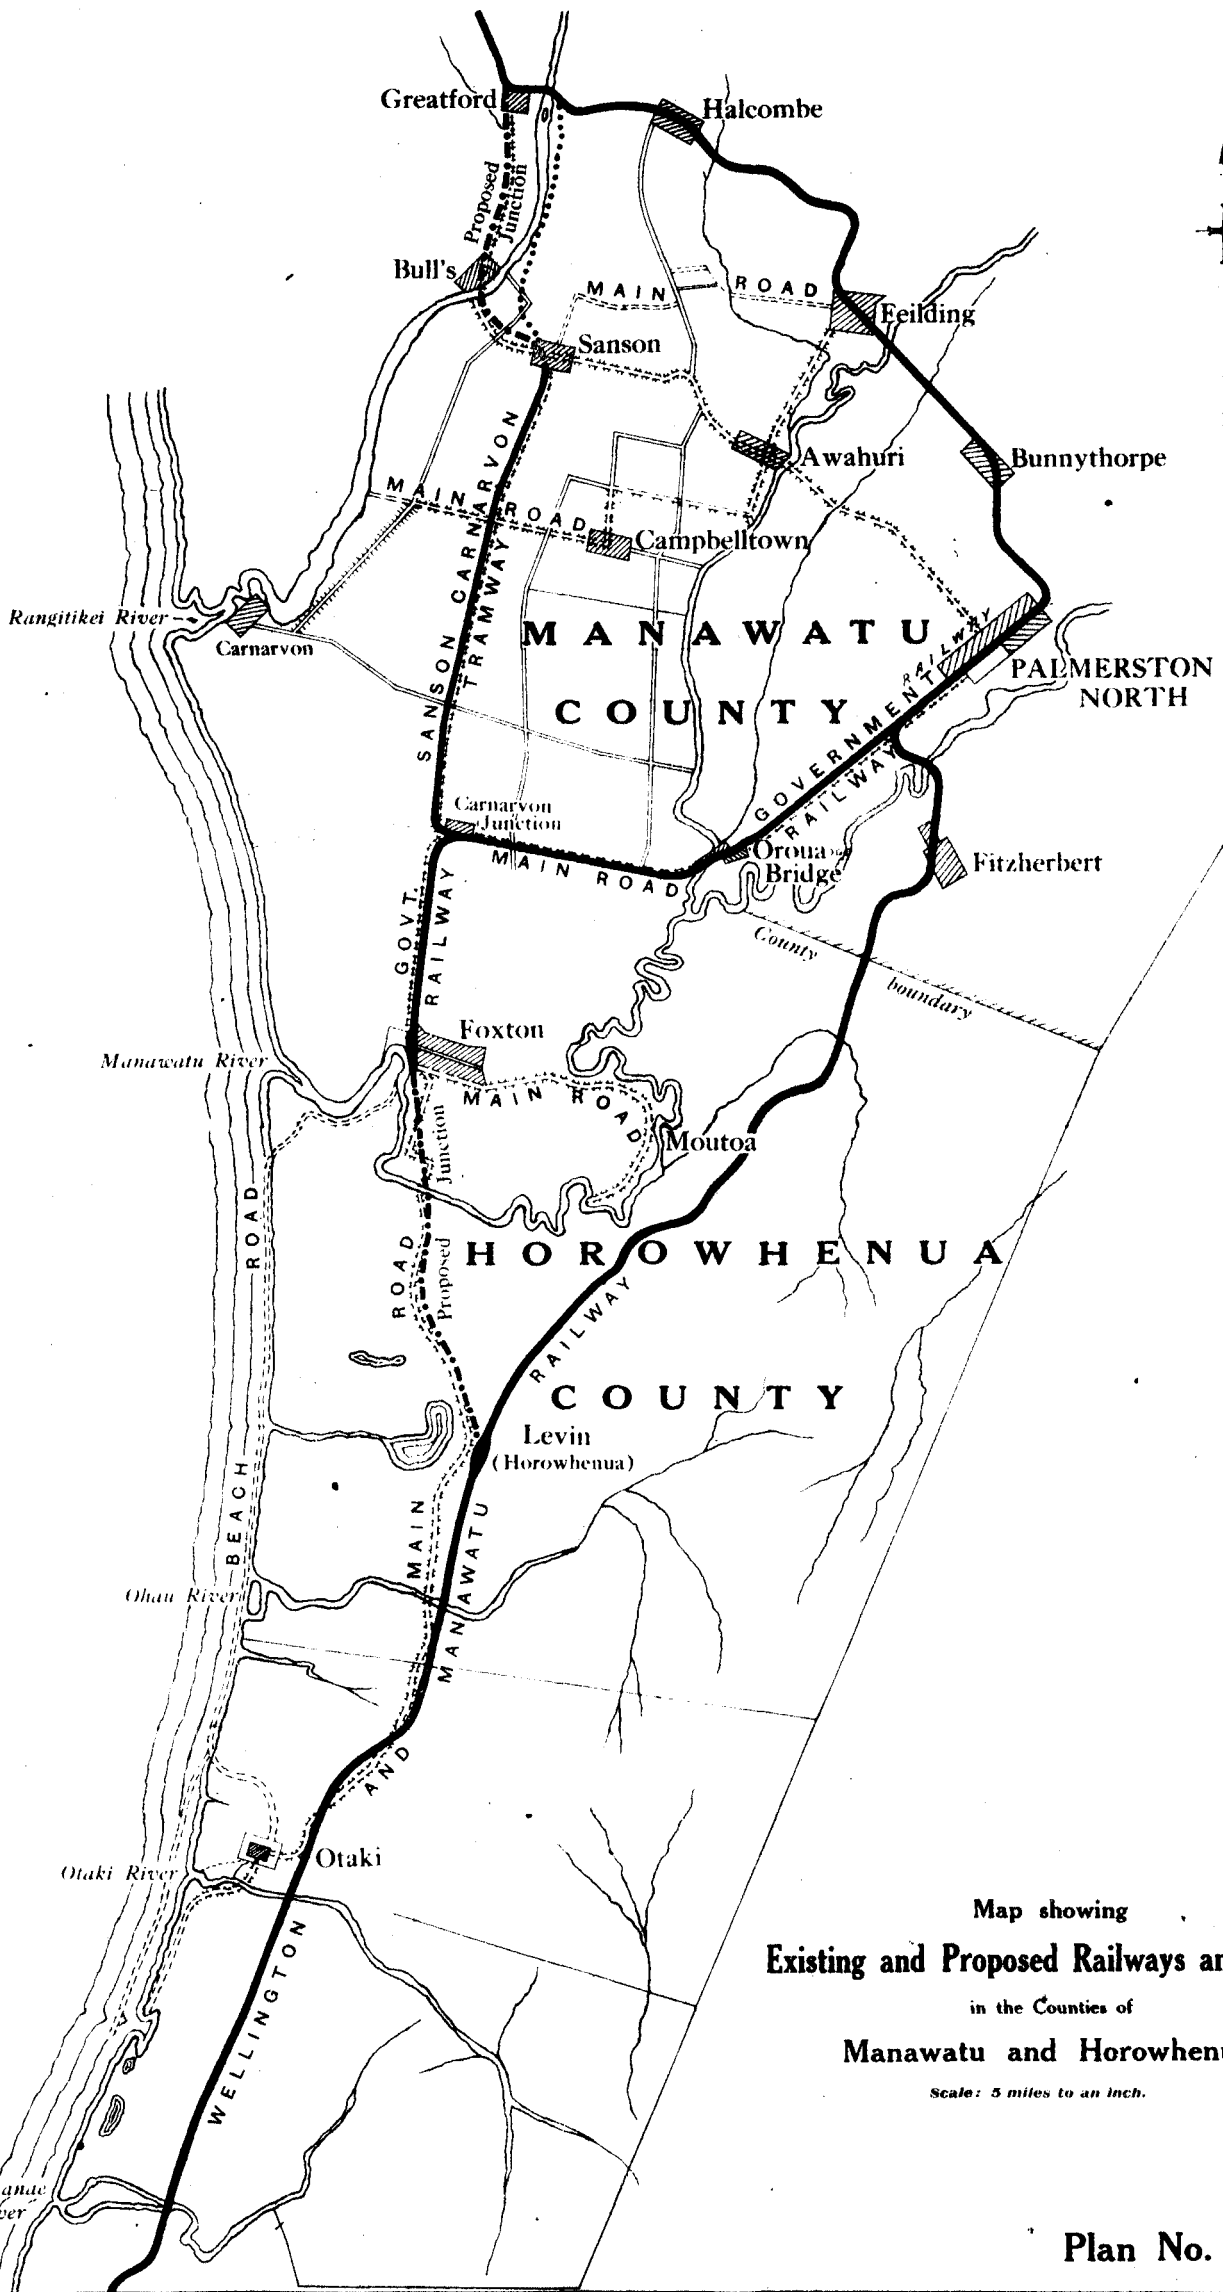 Greatford
Halcombe
Proposed
Junction
Bull's
MAIN ROAD
Feilding
Sanson
Awahuri
Bunnythorpe
MAIN ROAD
Campbelltown
SANSON CARNARVON
TRAMWAY
Rangitikei River
Carnarvon
MANAWATU
COUNTY
RAILWAY
PALMERSTON
NORTH
GOVERNMENT
RAILWAY
Carnarvon
Junction
MAIN ROAD
Oroua
Bridge
Fitzherbert
GOVT.
RAILWAY
County
boundary
Foxton
Manawatu River
MAIN ROAD
Junction
Moutoa
ROAD
ROAD
Proposed
HOROWHENUA
RAILWAY
COUNTY
Levin
(Horowhenua)
BEACH
MAIN
MANAWATU
Ohau River
AND
Otaki
Otaki River
WELLINGTON
Map showing
Existing and Proposed Railways
in the Counties of
Manawatu and Horowhen
Scale: 5 miles to an inch.
Plan No.